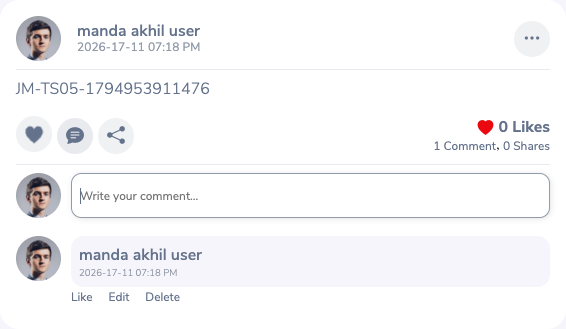 manda akhil user
2026-17-11 07:18 PM
JM-TS05-1794953911476
0 Likes
1 Comment, 0 Shares
Write your comment...
manda akhil user
2026-17-11 07:18 PM
Like Edit Delete